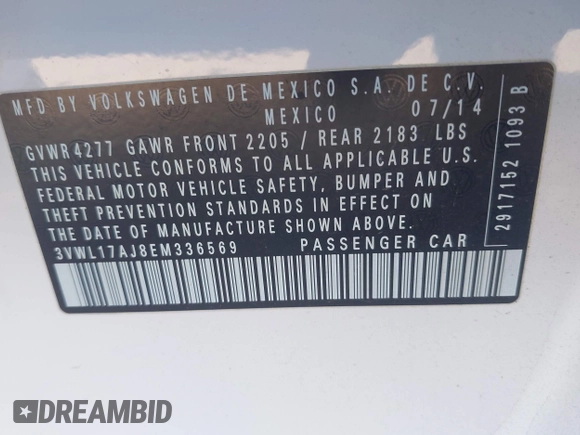 MFD BY VOLKSWAGEN DE MEXICO S.A. DE C.V.
MEXICO 07/14
GVWR4277 GAWR FRONT 2205 / REAR 2183 LBS
THIS VEHICLE CONFORMS TO ALL APPLICABLE U.S.
FEDERAL MOTOR VEHICLE SAFETY, BUMPER AND
THEFT PREVENTION STANDARDS IN EFFECT ON
THE DATE OF MANUFACTURE SHOWN ABOVE.
3VWL17AJ8EM336569 PASSENGER CAR
2917152 1093 B
DREAMBID